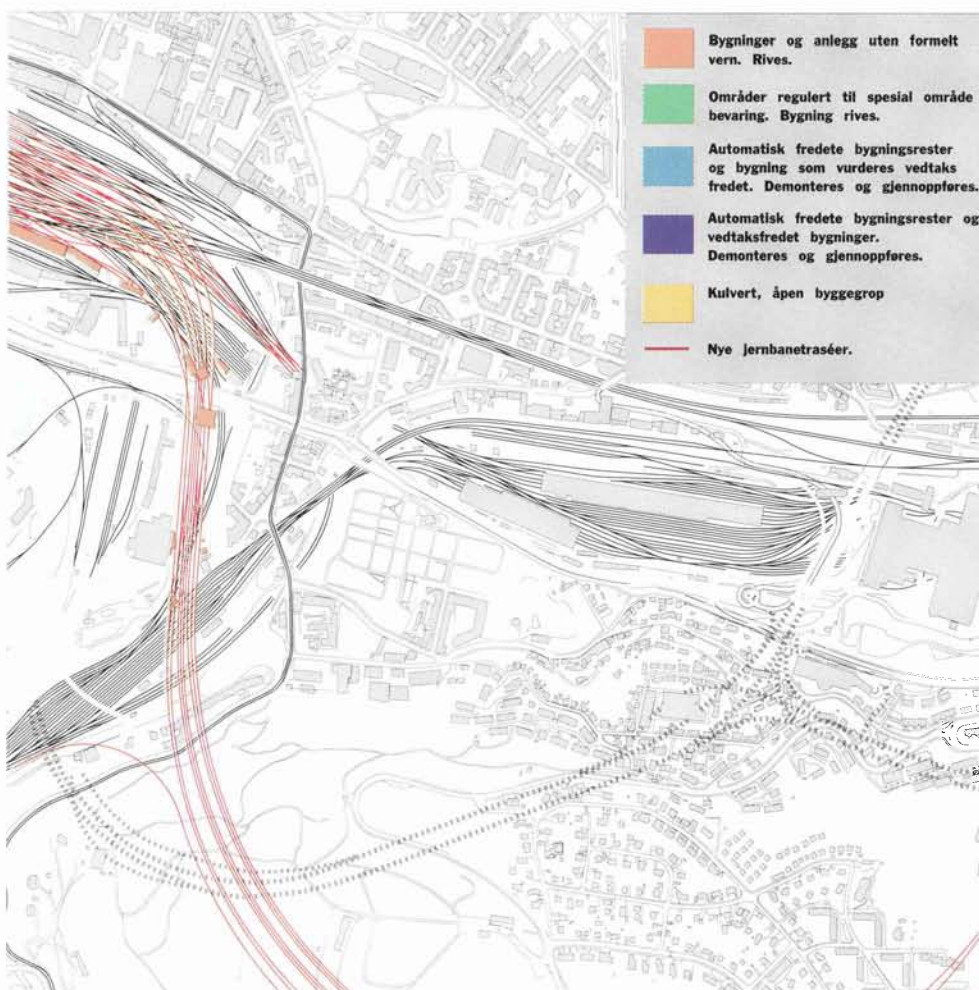 Bygninger og anlegg uten formelt
vern. Rives.
Områder regulert til spesial område
bevaring. Bygning rives.
Automatisk fredete bygningsrester
og bygning som vurderes vedtaks
fredet. Demonteres og gjennoppføres.
Automatisk fredete bygningsrester og
vedtaksfredet bygninger.
Demonteres og gjennoppføres.
Kulvert, åpen byggegrop
Nye jernbanetraséer.